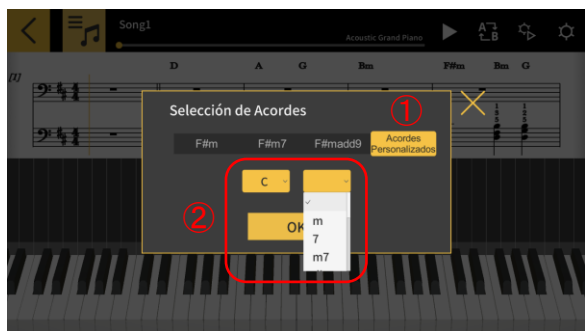 Song1
Acoustic Grand Piano
A B
D A G Bm F#m Bm G
[1]
Selección de Acordes
①
F#m F#m7 F#madd9 Acordes
Personalizados
②
C
m
7
m7
OK